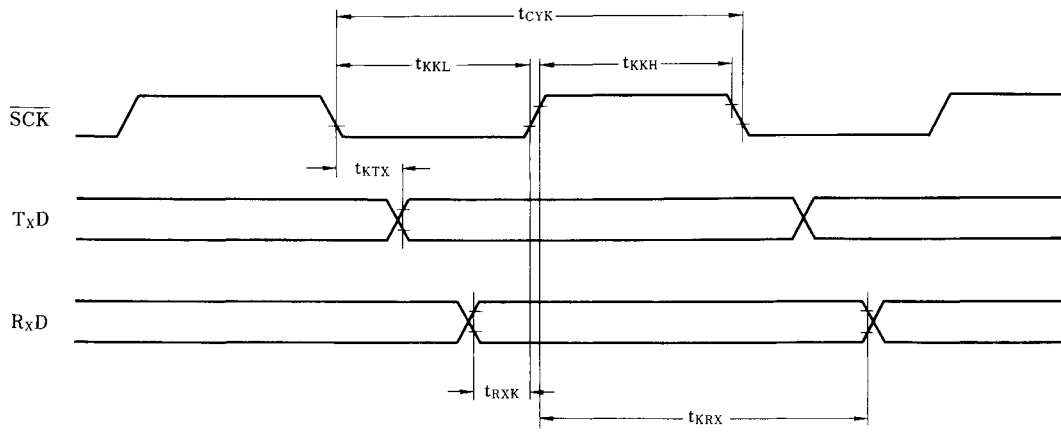 tCYK
tKKL
tKKH
SCK
tKTX
TXD
RXD
tRXK
tKRX